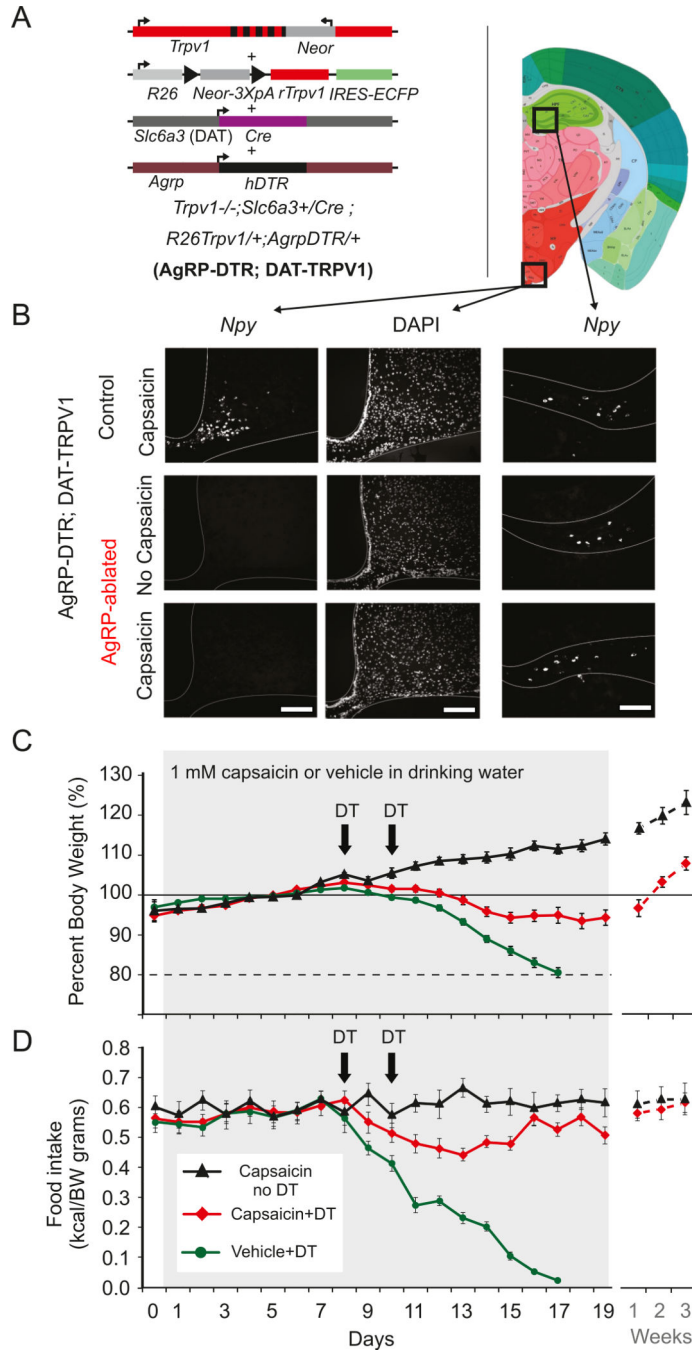 A
Trpv1 Neor
+
R26 Neor-3XpA rTrpv1 IRES-ECFP
+
Slc6a3 (DAT) Cre
+
Agrp hDTR
Trpv1-/-;Slc6a3+/Cre ;
R26Trpv1/+;AgrpDTR/+
(AgRP-DTR; DAT-TRPV1)
B
Npy DAPI Npy
AgRP-DTR; DAT-TRPV1
Control
Capsaicin
AgRP-ablated
No Capsaicin
Capsaicin
C
1 mM capsaicin or vehicle in drinking water
DT DT
Percent Body Weight (%)
130
120
110
100
90
80
D
DT DT
Food intake
(kcal/BW grams)
0.8
0.7
0.6
0.5
0.4
0.3
0.2
0.1
0.0
Capsaicin
no DT
Capsaicin+DT
Vehicle+DT
0 1 3 5 7 9 11 13 15 17 19 1 2 3
Days Weeks